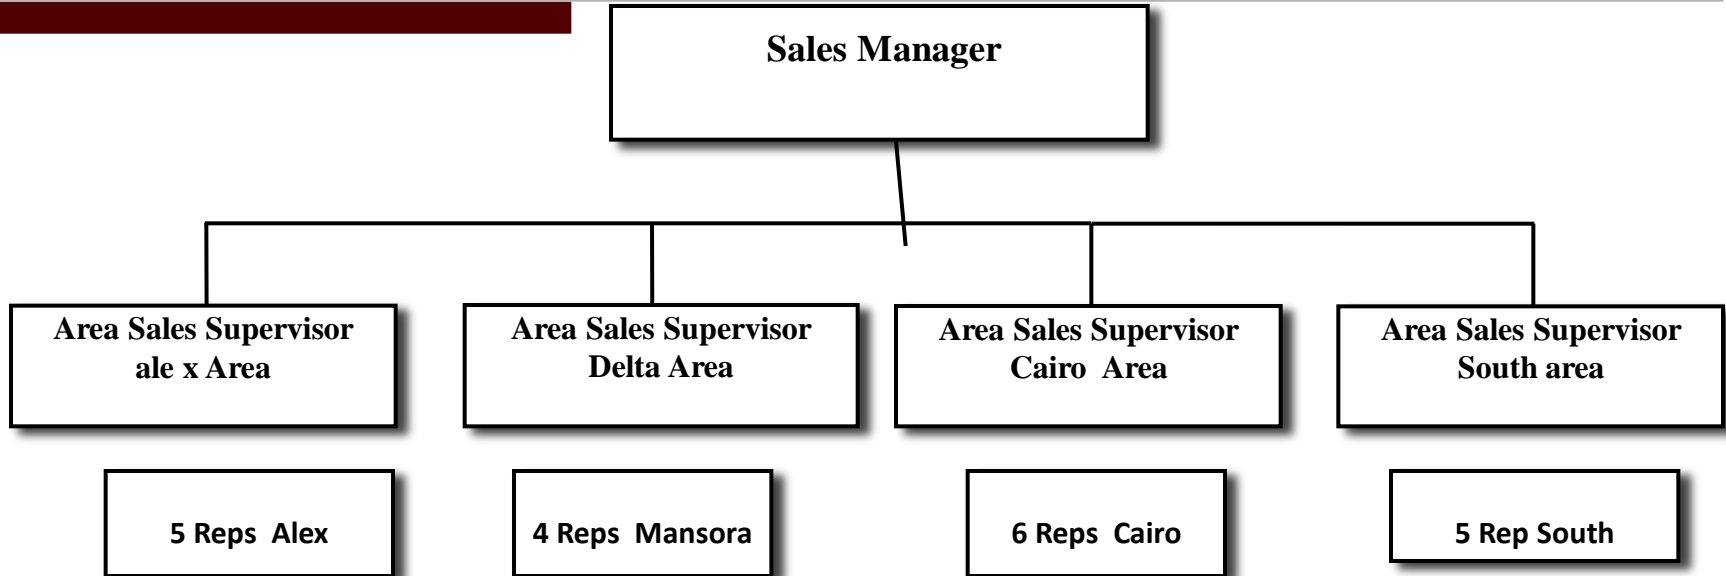 Sales Manager
Area Sales Supervisor
ale x Area
Area Sales Supervisor
Delta Area
Area Sales Supervisor
Cairo  Area
Area Sales Supervisor
South area
5 Reps  Alex
4 Reps  Mansora
6 Reps  Cairo
5 Rep South